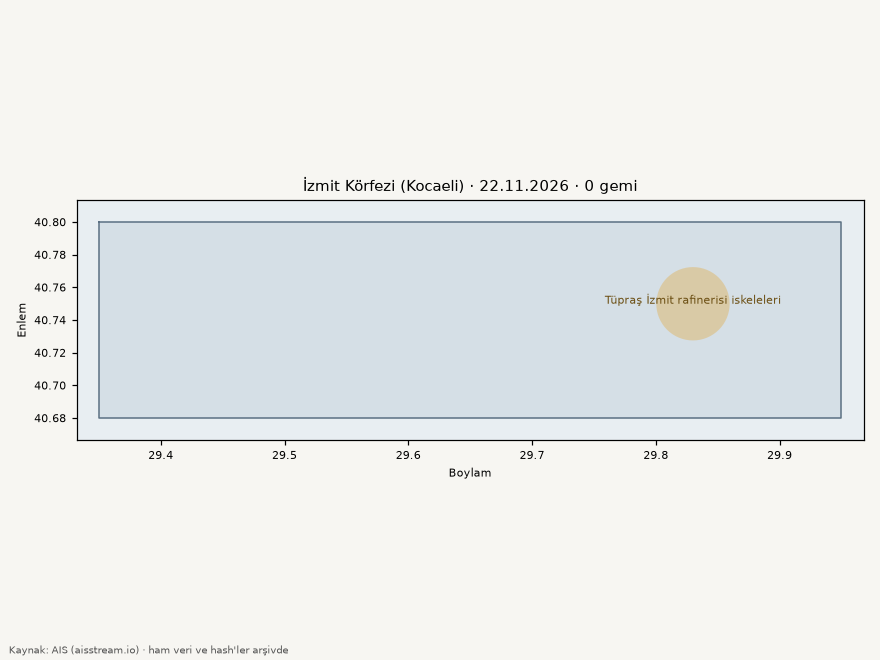 İzmit Körfezi (Kocaeli) · 22.11.2026 · 0 gemi
40.80
40.78
40.76
40.74
40.72
40.70
40.68
Enlem
Tüpraş İzmit rafinerisi iskeleleri
29.4 29.5 29.6 29.7 29.8 29.9
Boylam
Kaynak: AIS (aisstream.io) · ham veri ve hash'ler arşivde